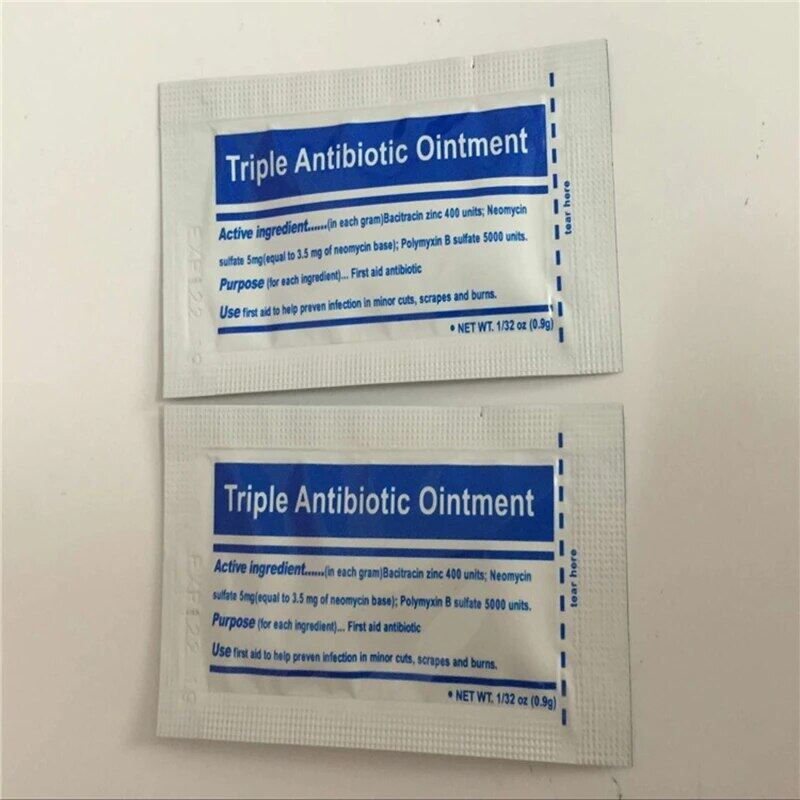 Triple Antibiotic Ointment
Active ingredient......(in each gram)Bacitracin zinc 400 units; Neomycin
sulfate 5mg(equal to 3.5 mg of neomycin base); Polymyxin B sulfate 5000 units.
Purpose (for each ingredient)... First aid antibiotic
Use first aid to help preven infection in minor cuts, scrapes and burns.
• NET WT. 1/32 oz (0.9g)
tear here
Triple Antibiotic Ointment
Active ingredient......(in each gram)Bacitracin zinc 400 units; Neomycin
sulfate 5mg(equal to 3.5 mg of neomycin base); Polymyxin B sulfate 5000 units.
Purpose (for each ingredient)... First aid antibiotic
Use first aid to help preven infection in minor cuts, scrapes and burns.
• NET WT. 1/32 oz (0.9g)
tear here